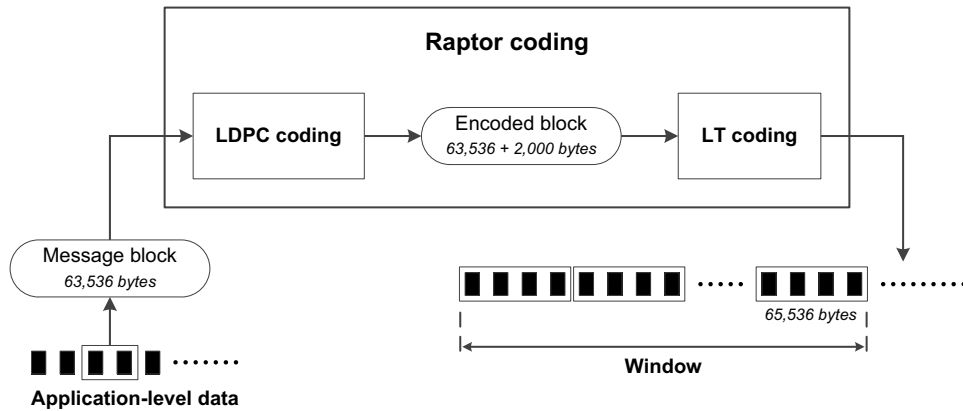 Raptor coding
LDPC coding
Encoded block
63,536 + 2,000 bytes
LT coding
Message block
63,536 bytes
65,536 bytes
Window
Application-level data